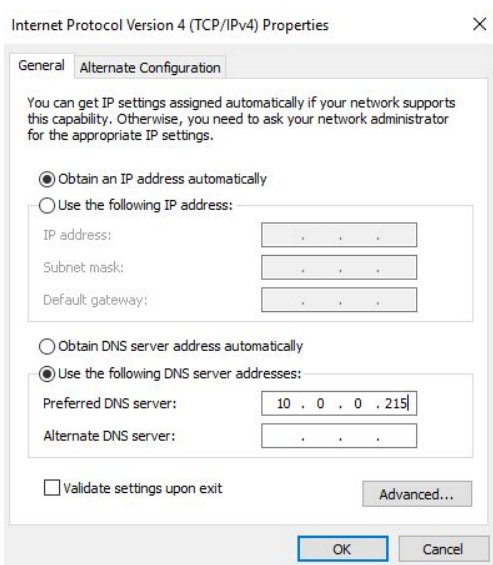 Internet Protocol Version 4 (TCP/IPv4) Properties
General
Alternate Configuration
You can get IP settings assigned automatically if your network supports
this capability. Otherwise, you need to ask your network administrator
for the appropriate IP settings.
Obtain an IP address automatically
Use the following IP address:
IP address:
. . .
Subnet mask:
. . .
Default gateway:
. . .
Obtain DNS server address automatically
Use the following DNS server addresses:
Preferred DNS server:
10 . 0 . 0 . 215
Alternate DNS server:
. . .
Validate settings upon exit
Advanced...
OK
Cancel